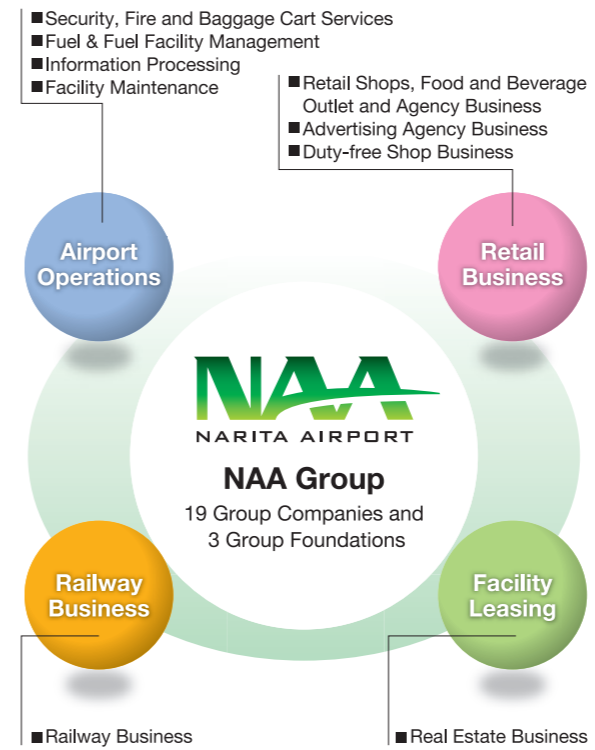 ■Security, Fire and Baggage Cart Services
■Fuel & Fuel Facility Management
■Information Processing
■Facility Maintenance
■Retail Shops, Food and Beverage
Outlet and Agency Business
■Advertising Agency Business
■Duty-free Shop Business
Airport
Operations
Retail
Business
NAA
NARITA AIRPORT
NAA Group
19 Group Companies and
3 Group Foundations
Railway
Business
Facility
Leasing
■Railway Business
■Real Estate Business